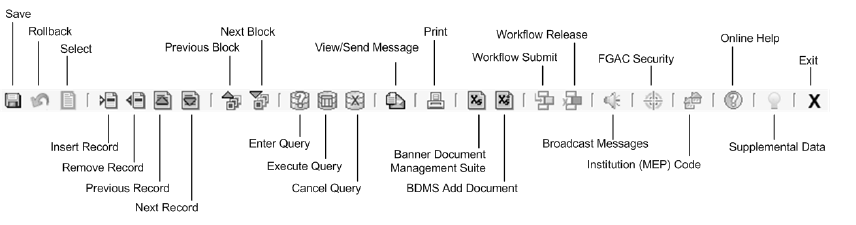 Save
Rollback
Select
Previous Block
Next Block
View/Send Message
Print
Workflow Submit
Workflow Release
FGAC Security
Online Help
Exit
X
Insert Record
Remove Record
Previous Record
Next Record
Enter Query
Execute Query
Cancel Query
Banner Document
Management Suite
BDMS Add Document
Broadcast Messages
Institution (MEP) Code
Supplemental Data